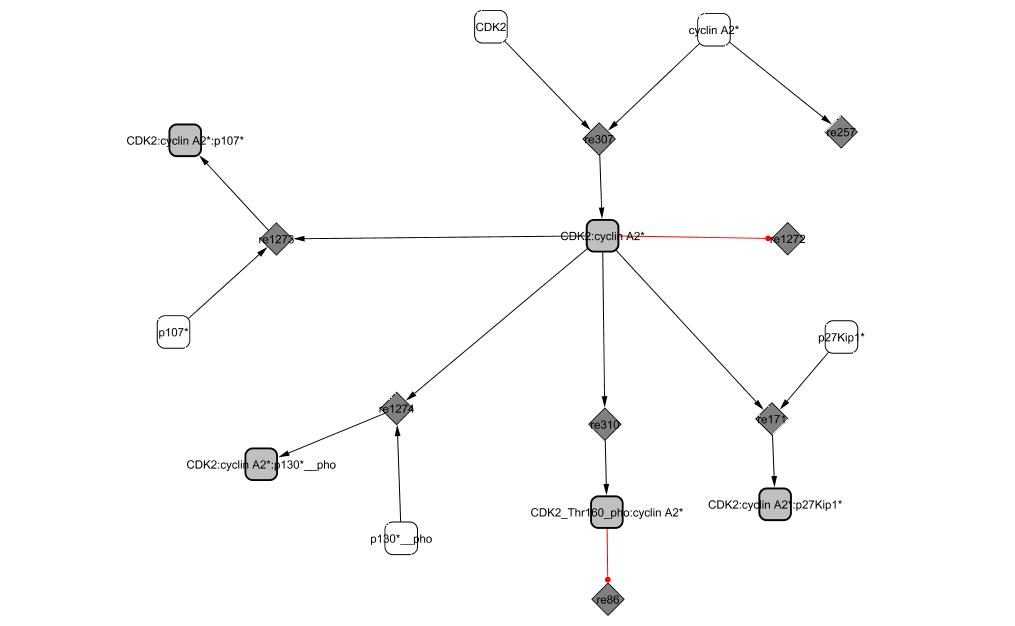 CDK2
cyclin A2*
re307
re257
CDK2:cyclin A2*:p107*
re1273
CDK2:cyclin A2*
re1272
p107*
p27Kip1*
re1274
re310
re171
CDK2:cyclin A2*:p130*__pho
CDK2_Thr160_pho:cyclin A2*
CDK2:cyclin A2*:p27Kip1*
p130*__pho
re86